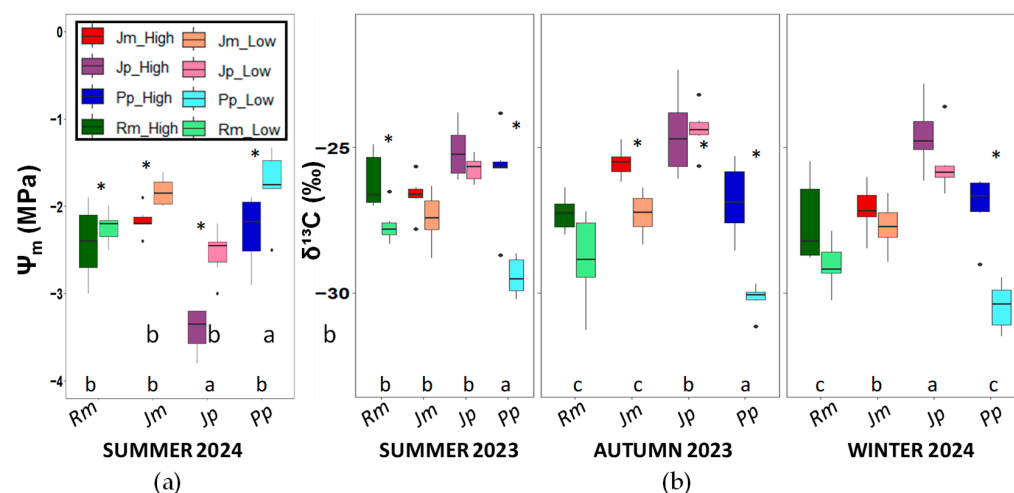 0
−1
−2
−3
−4
Ψm (MPa)
Jm_High
Jm_Low
Jp_High
Jp_Low
Pp_High
Pp_Low
Rm_High
Rm_Low
* * * *
b b a b
b b a b
Rm Jm Jp Pp
SUMMER 2024
(a)
δ¹³C (‰)
−25
−30
* *
b b b a
Rm Jm Jp Pp
SUMMER 2023
* * *
c c b a
Rm Jm Jp Pp
AUTUMN 2023
*
c b a c
Rm Jm Jp Pp
WINTER 2024
(b)